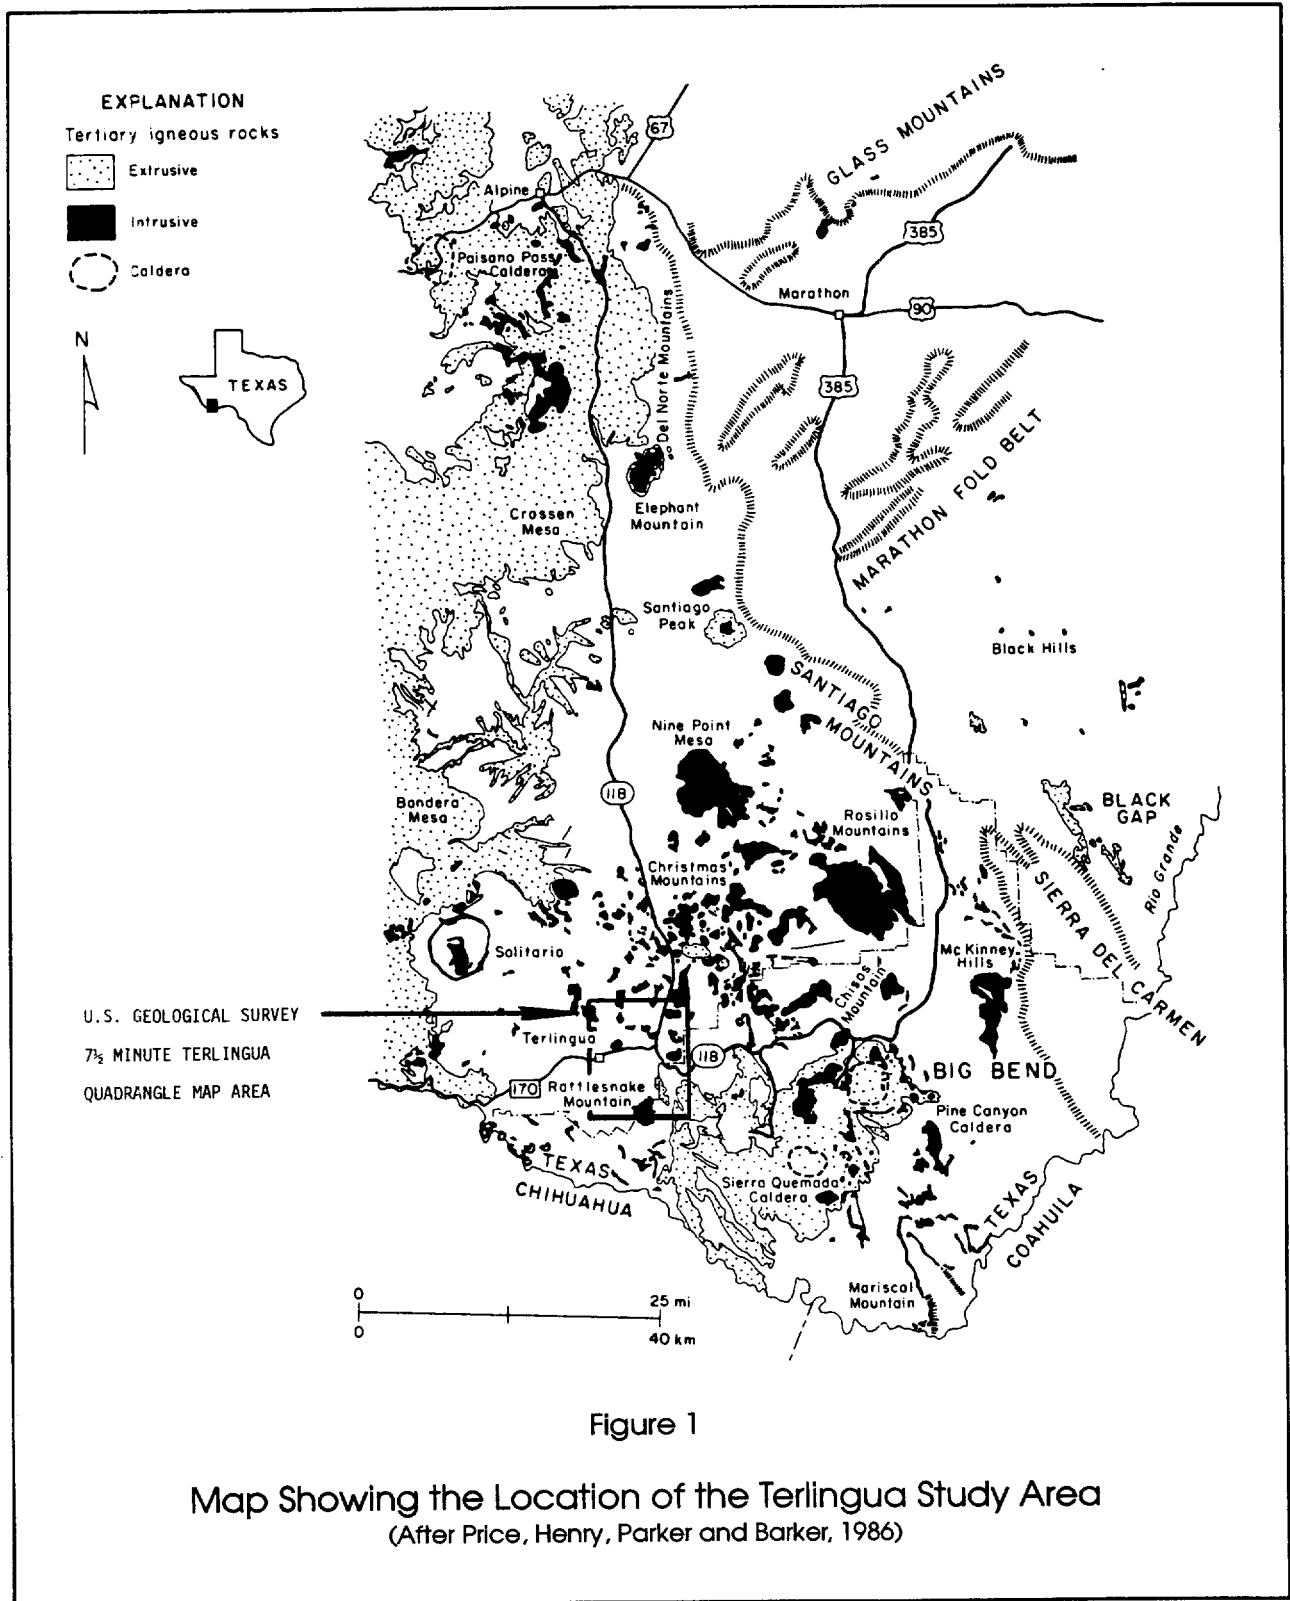 EXPLANATION
Tertiary igneous rocks
Extrusive
Intrusive
Caldera
N
TEXAS
67
GLASS MOUNTAINS
Alpine
385
Paisano Pass
Caldera
Marathon
90
Del Norte Mountains
385
MARATHON FOLD BELT
Crossen
Mesa
Elephant
Mountain
Santiago
Peak
Black Hills
SANTIAGO
MOUNTAINS
Nine Point
Mesa
118
Bandera
Mesa
Rosillo
Mountains
BLACK
GAP
Rio Grande
Christmas
Mountains
SIERRA DEL CARMEN
Solitario
Mc Kinney
Hills
Chisos
Mountain
U.S. GEOLOGICAL SURVEY
7½ MINUTE TERLINGUA
QUADRANGLE MAP AREA
Terlingua
118
170
Rattlesnake
Mountain
BIG BEND
Pine Canyon
Caldera
TEXAS
CHIHUAHUA
Sierra Quemada
Caldera
TEXAS
COAHUILA
Mariscal
Mountain
0
25 mi
0
40 km
Figure 1
Map Showing the Location of the Terlingua Study Area
(After Price, Henry, Parker and Barker, 1986)